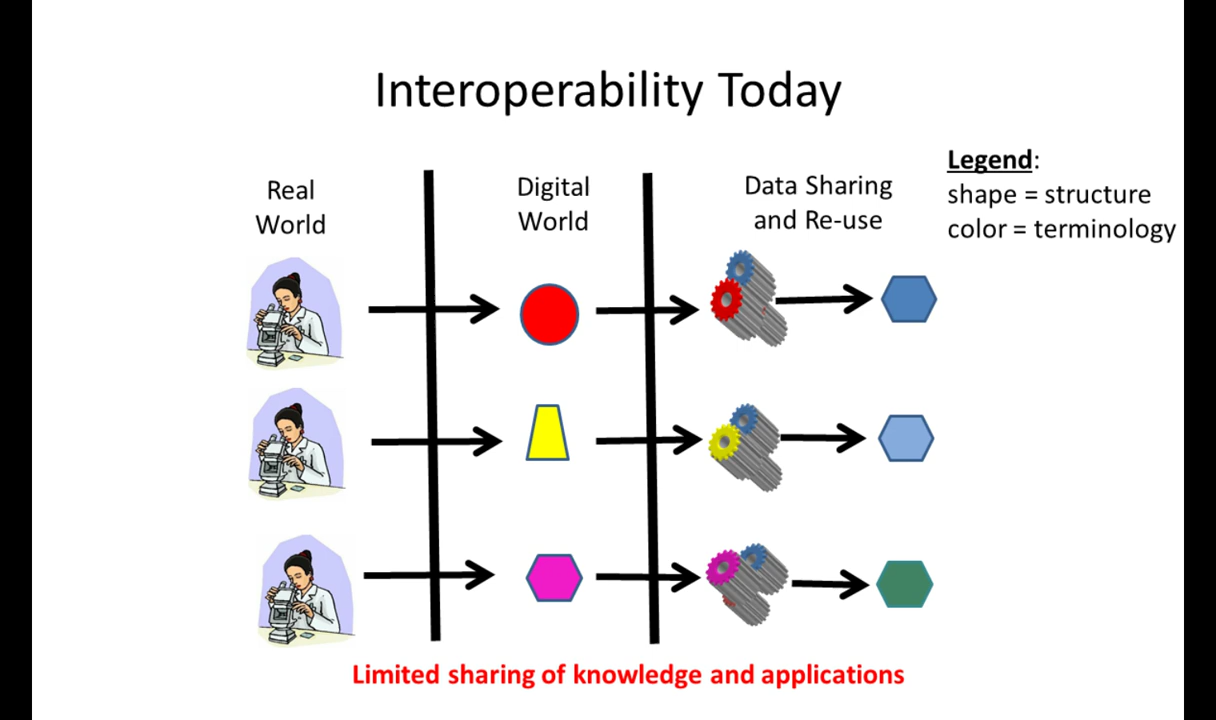 Interoperability Today
Real
World
Digital
World
Data Sharing
and Re-use
Legend:
shape = structure
color = terminology
Limited sharing of knowledge and applications